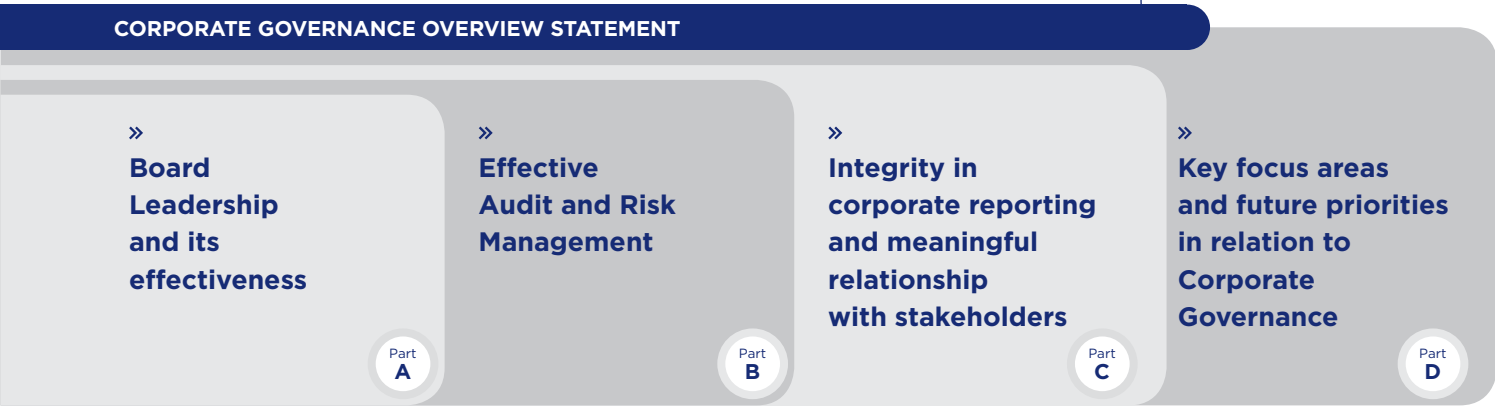 CORPORATE GOVERNANCE OVERVIEW STATEMENT
»
Board
Leadership
and its
effectiveness
Part
A
»
Effective
Audit and Risk
Management
Part
B
»
Integrity in
corporate reporting
and meaningful
relationship
with stakeholders
Part
C
»
Key focus areas
and future priorities
in relation to
Corporate
Governance
Part
D